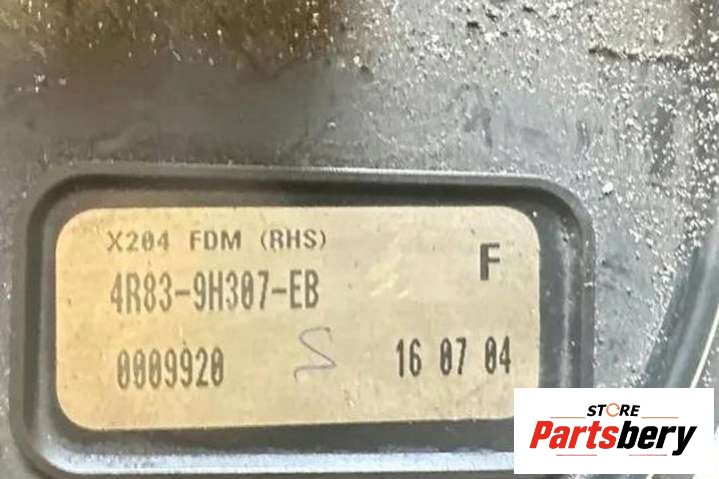 X204 FDM (RHS)
F
4R83-9H307-EB
0009920
16 07 04
STORE
Partsbery